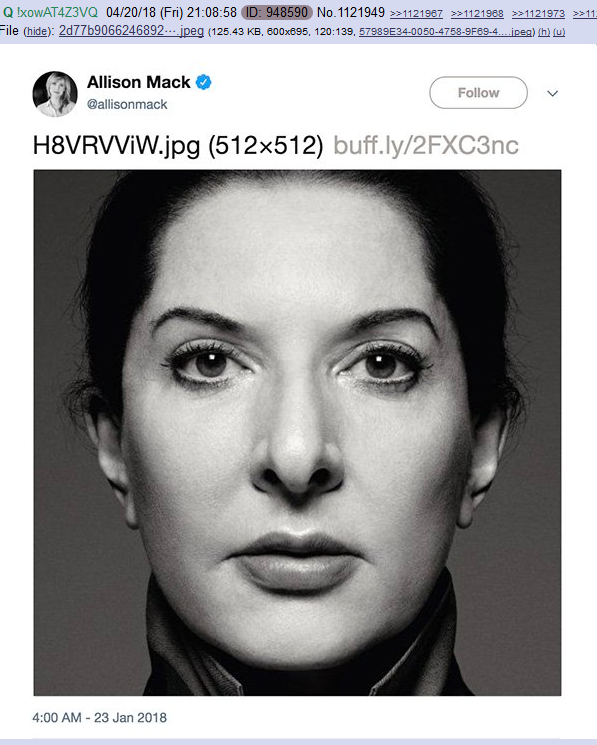 Q !xowAT4Z3VQ 04/20/18 (Fri) 21:08:58 ID: 948590 No.1121949 >>1121967 >>1121968 >>1121973 >>11
File (hide): 2d77b9066246892⋯.jpeg (125.43 KB, 600x695, 120:139, 57989E34-0050-4758-9F69-4….jpeg) (h) (u)
Allison Mack
@allisonmack
Follow
H8VRVViW.jpg (512×512) buff.ly/2FXC3nc
4:00 AM - 23 Jan 2018